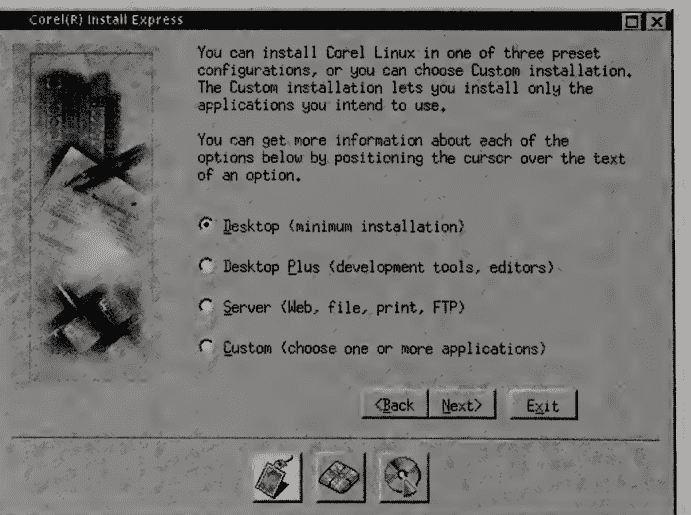 Corel(R) Install Express
You can install Corel Linux in one of three preset
configurations, or you can choose Custom installation.
The Custom installation lets you install only the
applications you intend to use.
You can get more information about each of the
options below by positioning the cursor over the text
of an option.
Desktop (minimum installation)
Desktop Plus (development tools, editors)
Server (Web, file, print, FTP)
Custom (choose one or more applications)
<Back Next> Exit